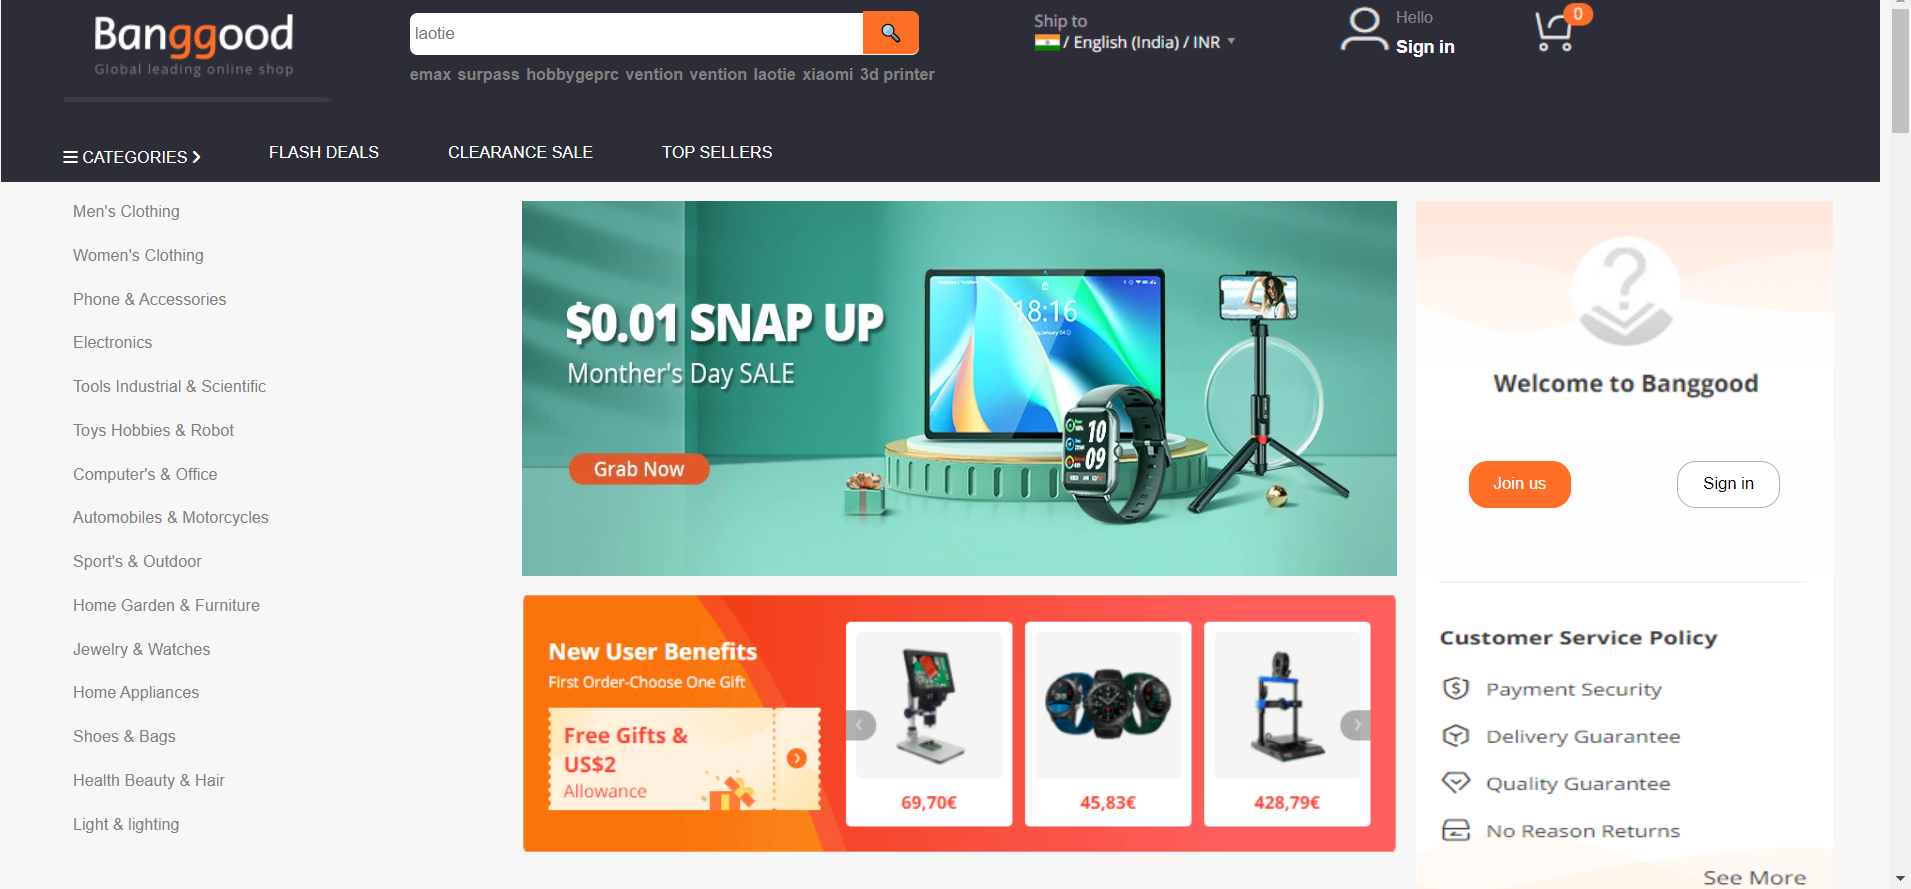 Banggood
Global leading online shop
laotie
emax surpass hobbygeprc vention vention laotie xiaomi 3d printer
Ship to
/ English (India) / INR
Hello
Sign in
0
CATEGORIES
FLASH DEALS
CLEARANCE SALE
TOP SELLERS
Men's Clothing
Women's Clothing
Phone & Accessories
Electronics
Tools Industrial & Scientific
Toys Hobbies & Robot
Computer's & Office
Automobiles & Motorcycles
Sport's & Outdoor
Home Garden & Furniture
Jewelry & Watches
Home Appliances
Shoes & Bags
Health Beauty & Hair
Light & lighting
$0.01 SNAP UP
Monther's Day SALE
Grab Now
18:16
10
09
New User Benefits
First Order-Choose One Gift
Free Gifts &
US$2
Allowance
69,70€
45,83€
428,79€
Welcome to Banggood
Join us
Sign in
Customer Service Policy
Payment Security
Delivery Guarantee
Quality Guarantee
No Reason Returns
See More